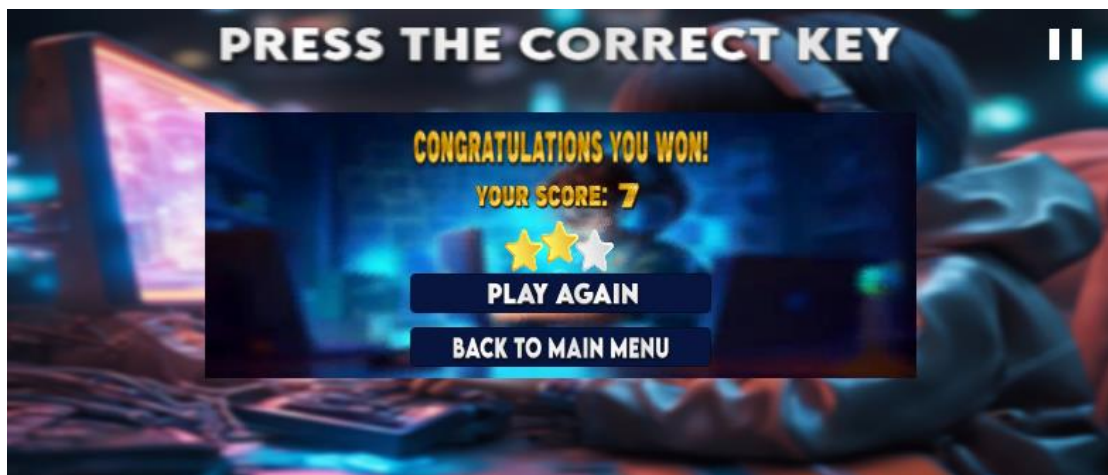 PRESS THE CORRECT KEY
CONGRATULATIONS YOU WON!
YOUR SCORE: 7
PLAY AGAIN
BACK TO MAIN MENU